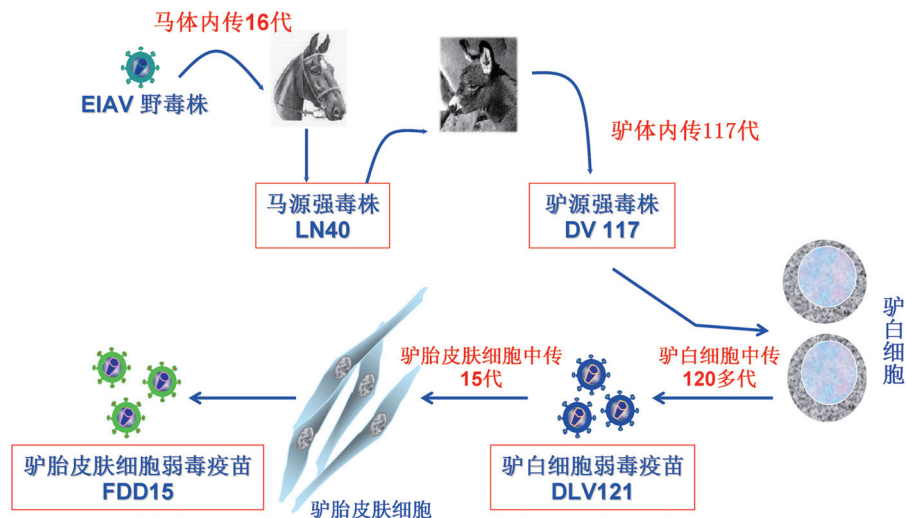 马体内传16代
EIAV 野毒株
驴体内传117代
马源强毒株
LN40
驴源强毒株
DV 117
驴白细胞
驴白细胞中传
120多代
驴胎皮肤细胞中传
15代
驴胎皮肤细胞弱毒疫苗
FDD15
驴胎皮肤细胞
驴白细胞弱毒疫苗
DLV121